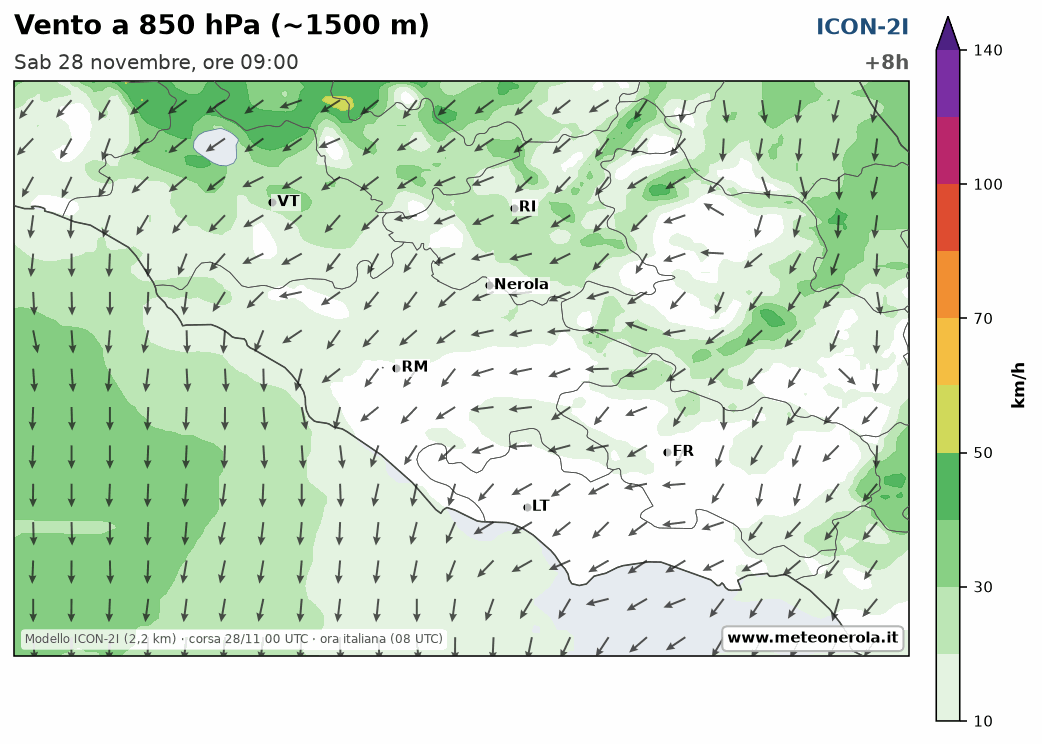 Vento a 850 hPa (~1500 m)
ICON-2I
Sab 28 novembre, ore 09:00
+8h
140
100
70
50
30
10
km/h
VT
RI
Nerola
RM
FR
LT
Modello ICON-2I (2,2 km) · corsa 28/11 00 UTC · ora italiana (08 UTC)
www.meteonerola.it